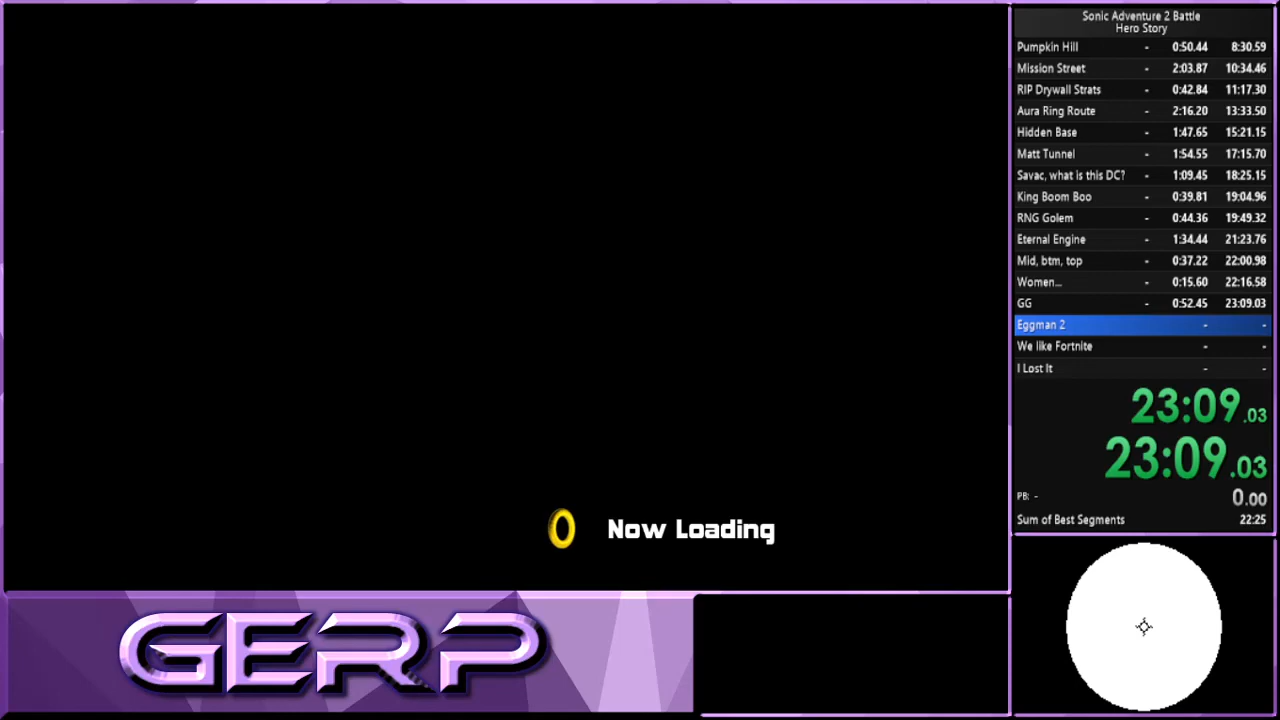 Sonic Adventure 2 Battle
Hero Story
Pumpkin Hill - 0:50.44 8:30.59
Mission Street - 2:03.87 10:34.46
RIP Drywall Strats - 0:42.84 11:17.30
Aura Ring Route - 2:16.20 13:33.50
Hidden Base - 1:47.65 15:21.15
Matt Tunnel - 1:54.55 17:15.70
Savac, what is this DC? - 1:09.45 18:25.15
King Boom Boo - 0:39.81 19:04.96
RNG Golem - 0:44.36 19:49.32
Eternal Engine - 1:34.44 21:23.76
Mid, btm, top - 0:37.22 22:00.98
Women... - 0:15.60 22:16.58
GG - 0:52.45 23:09.03
Eggman 2 - -
We like Fortnite - -
I Lost It - -
23:09.03
23:09.03
PB: - 0.00
Sum of Best Segments 22:25
Now Loading
GERP